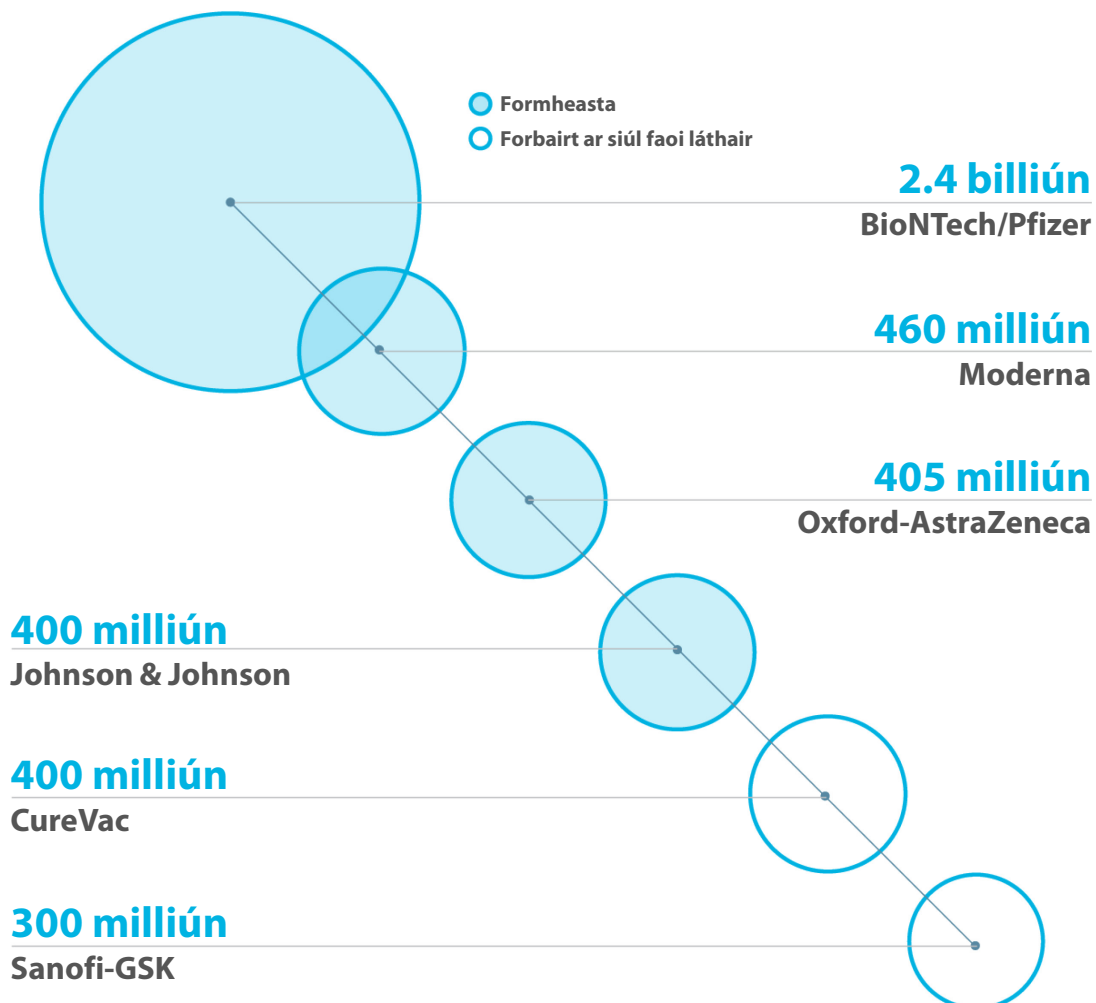 Formheasta
Forbairt ar siúl faoi láthair
2.4 billiún
BioNTech/Pfizer
460 milliún
Moderna
405 milliún
Oxford-AstraZeneca
400 milliún
Johnson & Johnson
400 milliún
CureVac
300 milliún
Sanofi-GSK